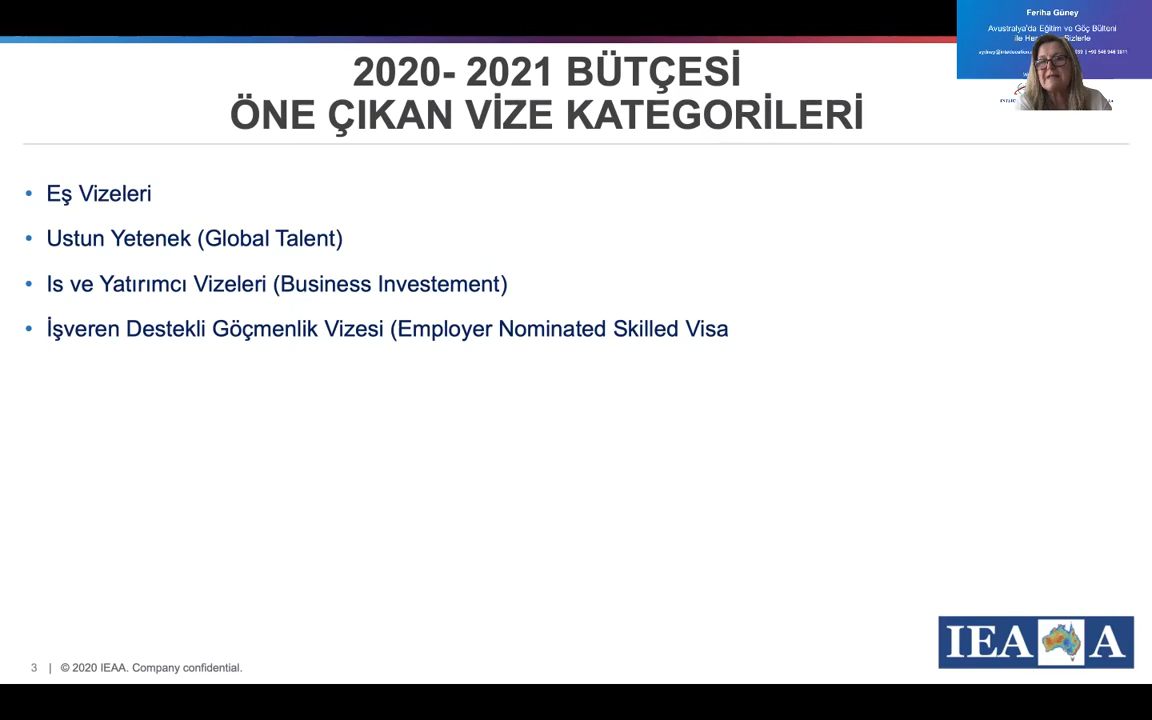 Feriha Güney
Avustralya'da Eğitim ve Göç Bülteni
2020- 2021 BÜTÇESİ
ÖNE ÇIKAN VİZE KATEGORİLERİ
• Eş Vizeleri
• Ustun Yetenek (Global Talent)
• Is ve Yatırımcı Vizeleri (Business Investement)
• İşveren Destekli Göçmenlik Vizesi (Employer Nominated Skilled Visa
IEAA
3 | © 2020 IEAA. Company confidential.